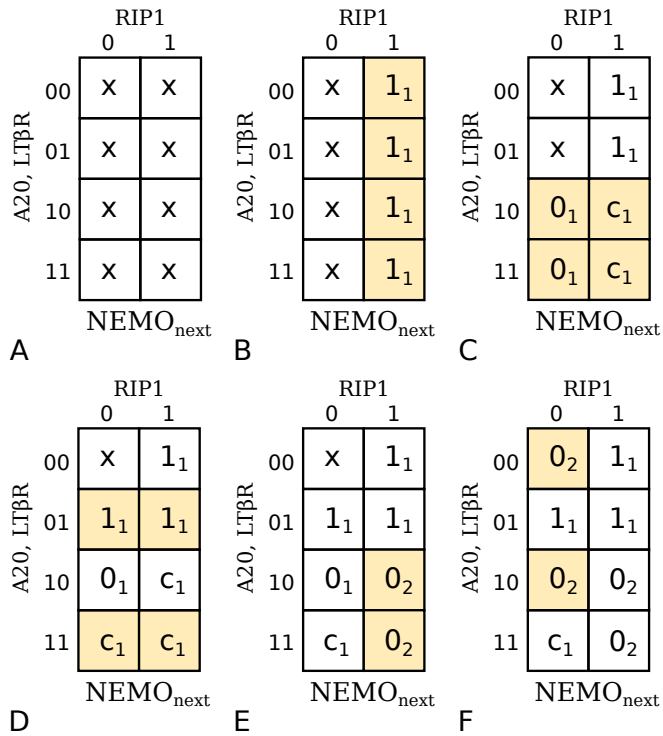 RIP1
0 1
A20, LTβR
00 x x
01 x x
10 x x
11 x x
NEMOnext
A
RIP1
0 1
A20, LTβR
00 x 1₁
01 x 1₁
10 x 1₁
11 x 1₁
NEMOnext
B
RIP1
0 1
A20, LTβR
00 x 1₁
01 x 1₁
10 0₁ c₁
11 0₁ c₁
NEMOnext
C
RIP1
0 1
A20, LTβR
00 x 1₁
01 1₁ 1₁
10 0₁ c₁
11 c₁ c₁
NEMOnext
D
RIP1
0 1
A20, LTβR
00 x 1₁
01 1₁ 1₁
10 0₁ 0₂
11 c₁ 0₂
NEMOnext
E
RIP1
0 1
A20, LTβR
00 0₂ 1₁
01 1₁ 1₁
10 0₂ 0₂
11 c₁ 0₂
NEMOnext
F